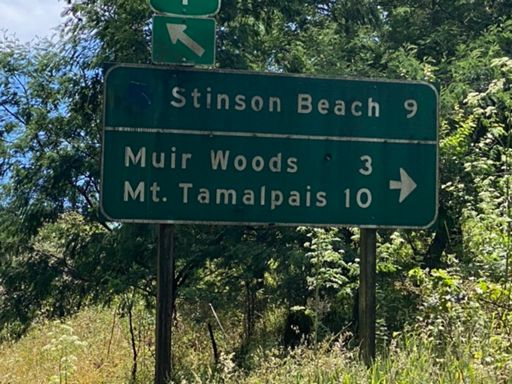 Stinson Beach 9
Muir Woods 3
Mt. Tamalpais 10